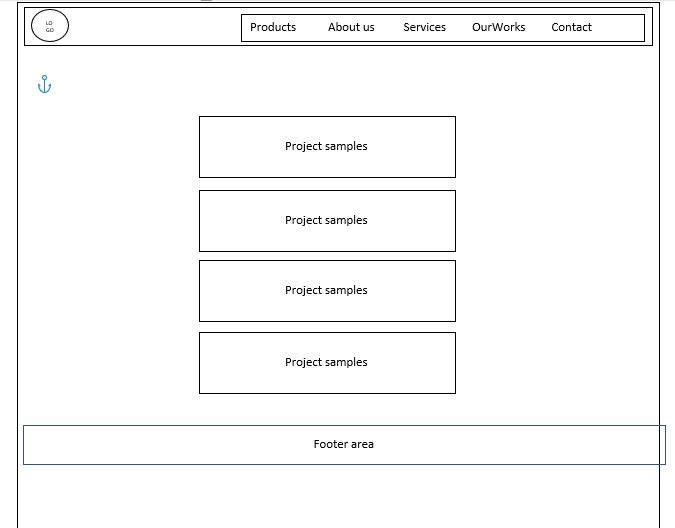 LO
GO
Products About us Services OurWorks Contact
Project samples
Project samples
Project samples
Project samples
Footer area